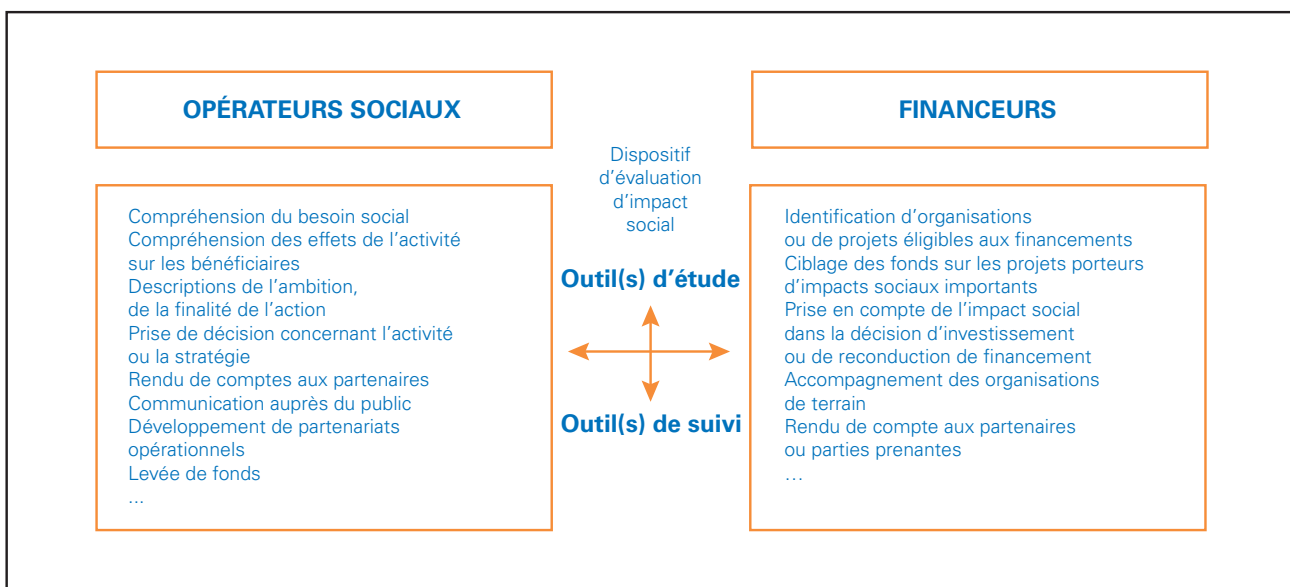 OPÉRATEURS SOCIAUX
Compréhension du besoin social
Compréhension des effets de l’activité
sur les bénéficiaires
Descriptions de l’ambition,
de la finalité de l’action
Prise de décision concernant l’activité
ou la stratégie
Rendu de comptes aux partenaires
Communication auprès du public
Développement de partenariats
opérationnels
Levée de fonds
...
Dispositif
d’évaluation
d’impact
social
Outil(s) d’étude
Outil(s) de suivi
FINANCEURS
Identification d’organisations
ou de projets éligibles aux financements
Ciblage des fonds sur les projets porteurs
d’impacts sociaux importants
Prise en compte de l’impact social
dans la décision d’investissement
ou de reconduction de financement
Accompagnement des organisations
de terrain
Rendu de compte aux partenaires
ou parties prenantes
…